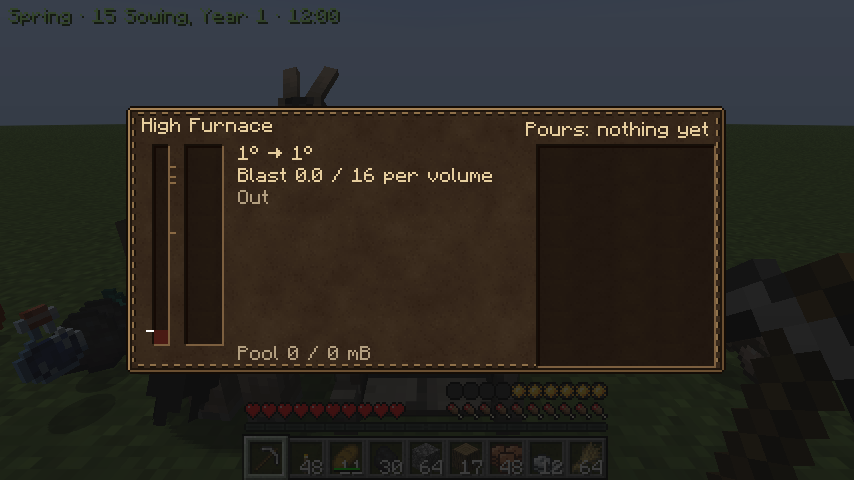 Spring · 15 Sowing, Year 1 · 12:00
High Furnace
Pours: nothing yet
1° → 1°
Blast 0.0 / 16 per volume
Out
Pool 0 / 0 mB
48 11 30 64 17 48 12 64